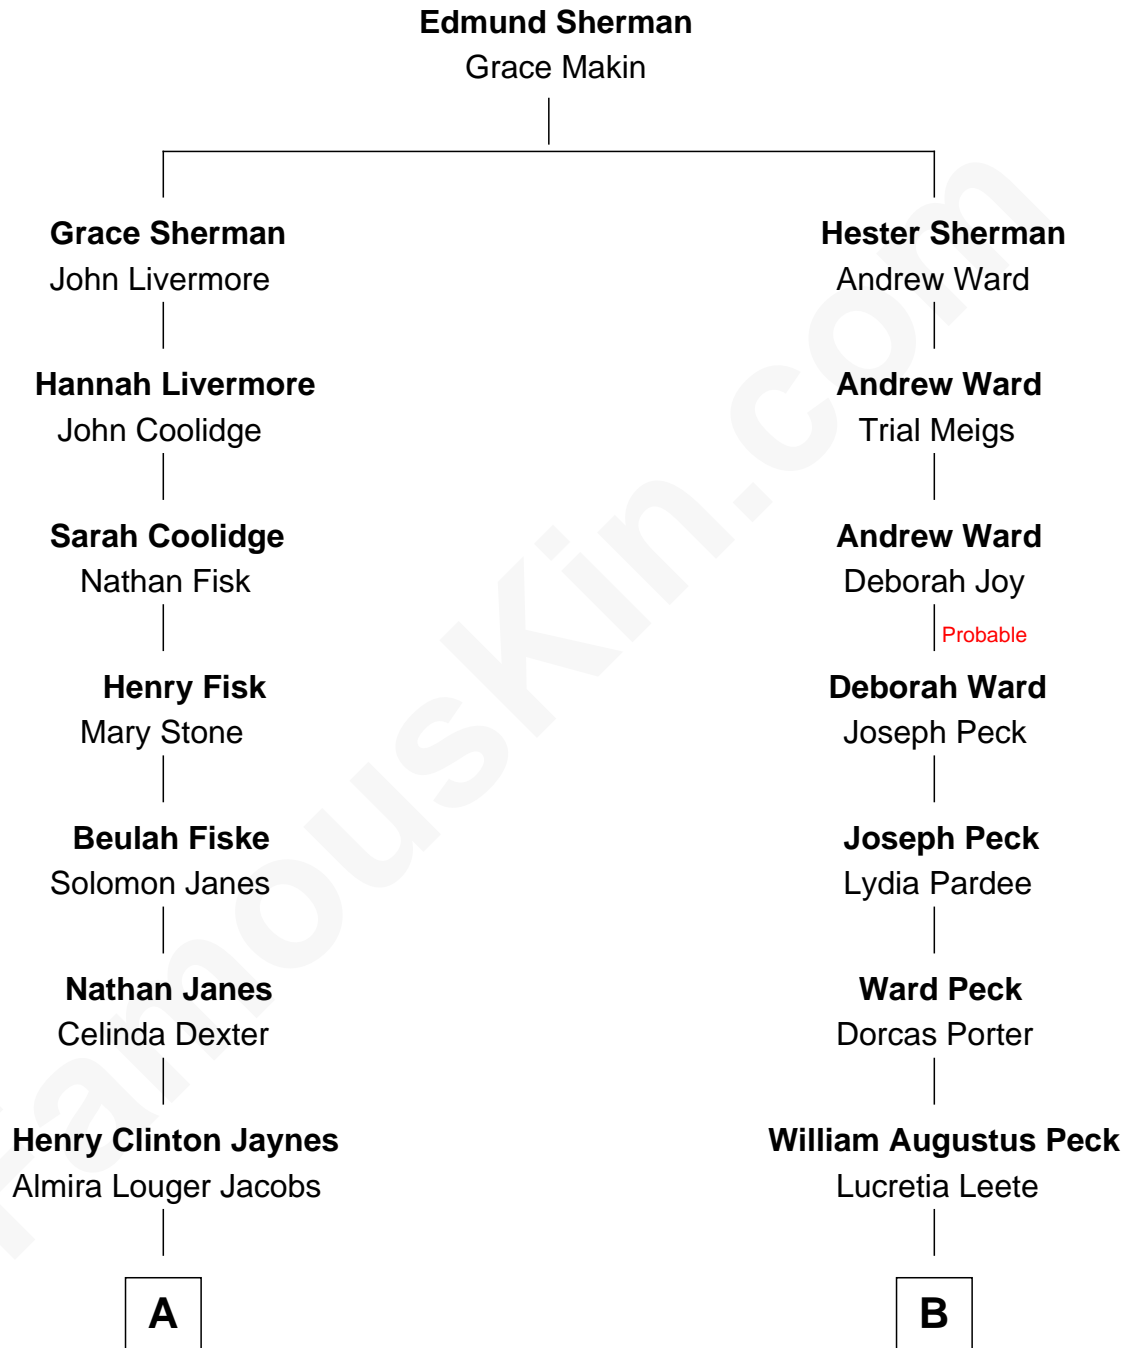 Edmund Sherman
Grace Makin
Grace Sherman
John Livermore
Hester Sherman
Andrew Ward
Hannah Livermore
John Coolidge
Andrew Ward
Trial Meigs
Sarah Coolidge
Nathan Fisk
Andrew Ward
Deborah Joy
Probable
Henry Fisk
Mary Stone
Deborah Ward
Joseph Peck
Beulah Fiske
Solomon Janes
Joseph Peck
Lydia Pardee
Nathan Janes
Celinda Dexter
Ward Peck
Dorcas Porter
Henry Clinton Jaynes
Almira Louger Jacobs
William Augustus Peck
Lucretia Leete
A
B
FamousKin.com